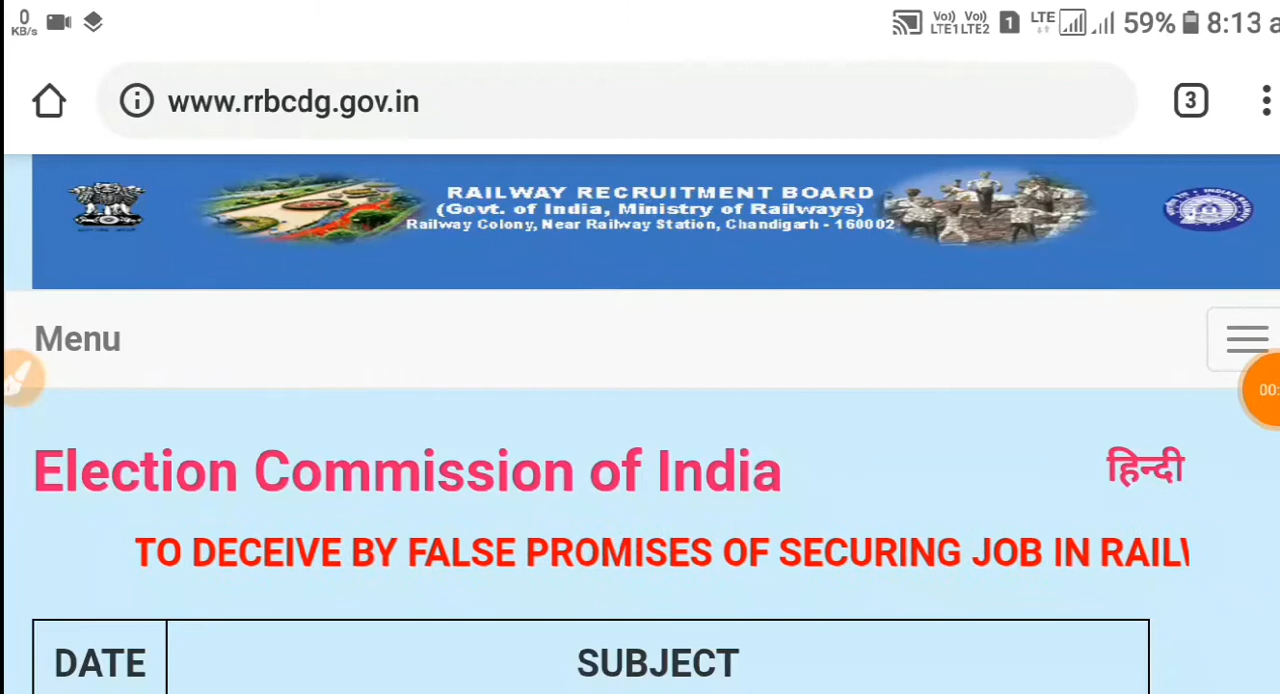 0
KB/s
Vo) Vo) 1 LTE 59% 8:13 a
LTE1 LTE2
www.rrbcdg.gov.in
3
RAILWAY RECRUITMENT BOARD
(Govt. of India, Ministry of Railways)
Railway Colony, Near Railway Station, Chandigarh - 160002
Menu
00:
Election Commission of India
हिन्दी
TO DECEIVE BY FALSE PROMISES OF SECURING JOB IN RAIL
DATE SUBJECT